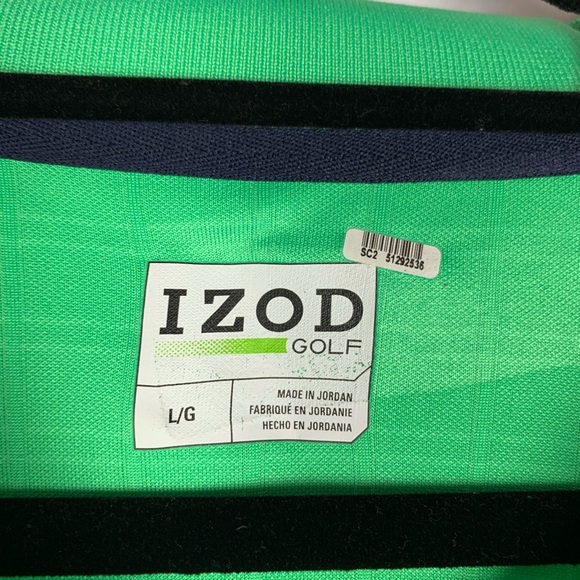 SC2 51292536
IZOD
GOLF
L/G
MADE IN JORDAN
FABRIQUÉ EN JORDANIE
HECHO EN JORDANIA